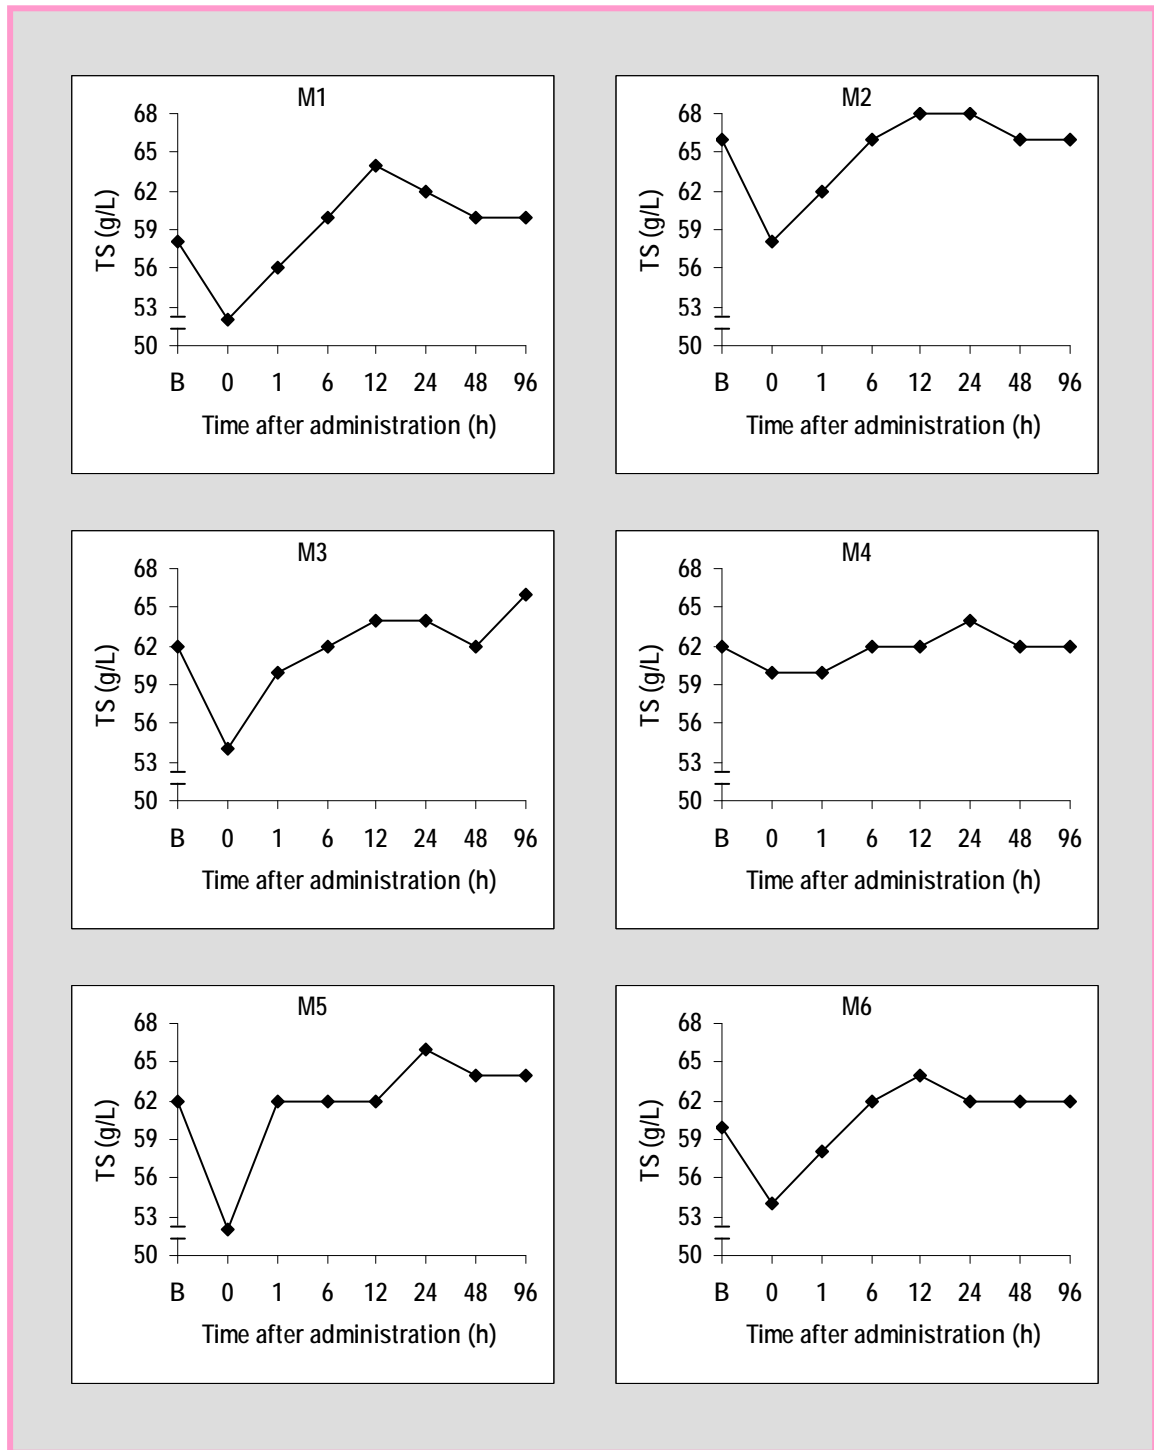 M1
68
65
62
59
56
53
50
TS (g/L)
B 0 1 6 12 24 48 96
Time after administration (h)
M2
68
65
62
59
56
53
50
TS (g/L)
B 0 1 6 12 24 48 96
Time after administration (h)
M3
68
65
62
59
56
53
50
TS (g/L)
B 0 1 6 12 24 48 96
Time after administration (h)
M4
68
65
62
59
56
53
50
TS (g/L)
B 0 1 6 12 24 48 96
Time after administration (h)
M5
68
65
62
59
56
53
50
TS (g/L)
B 0 1 6 12 24 48 96
Time after administration (h)
M6
68
65
62
59
56
53
50
TS (g/L)
B 0 1 6 12 24 48 96
Time after administration (h)